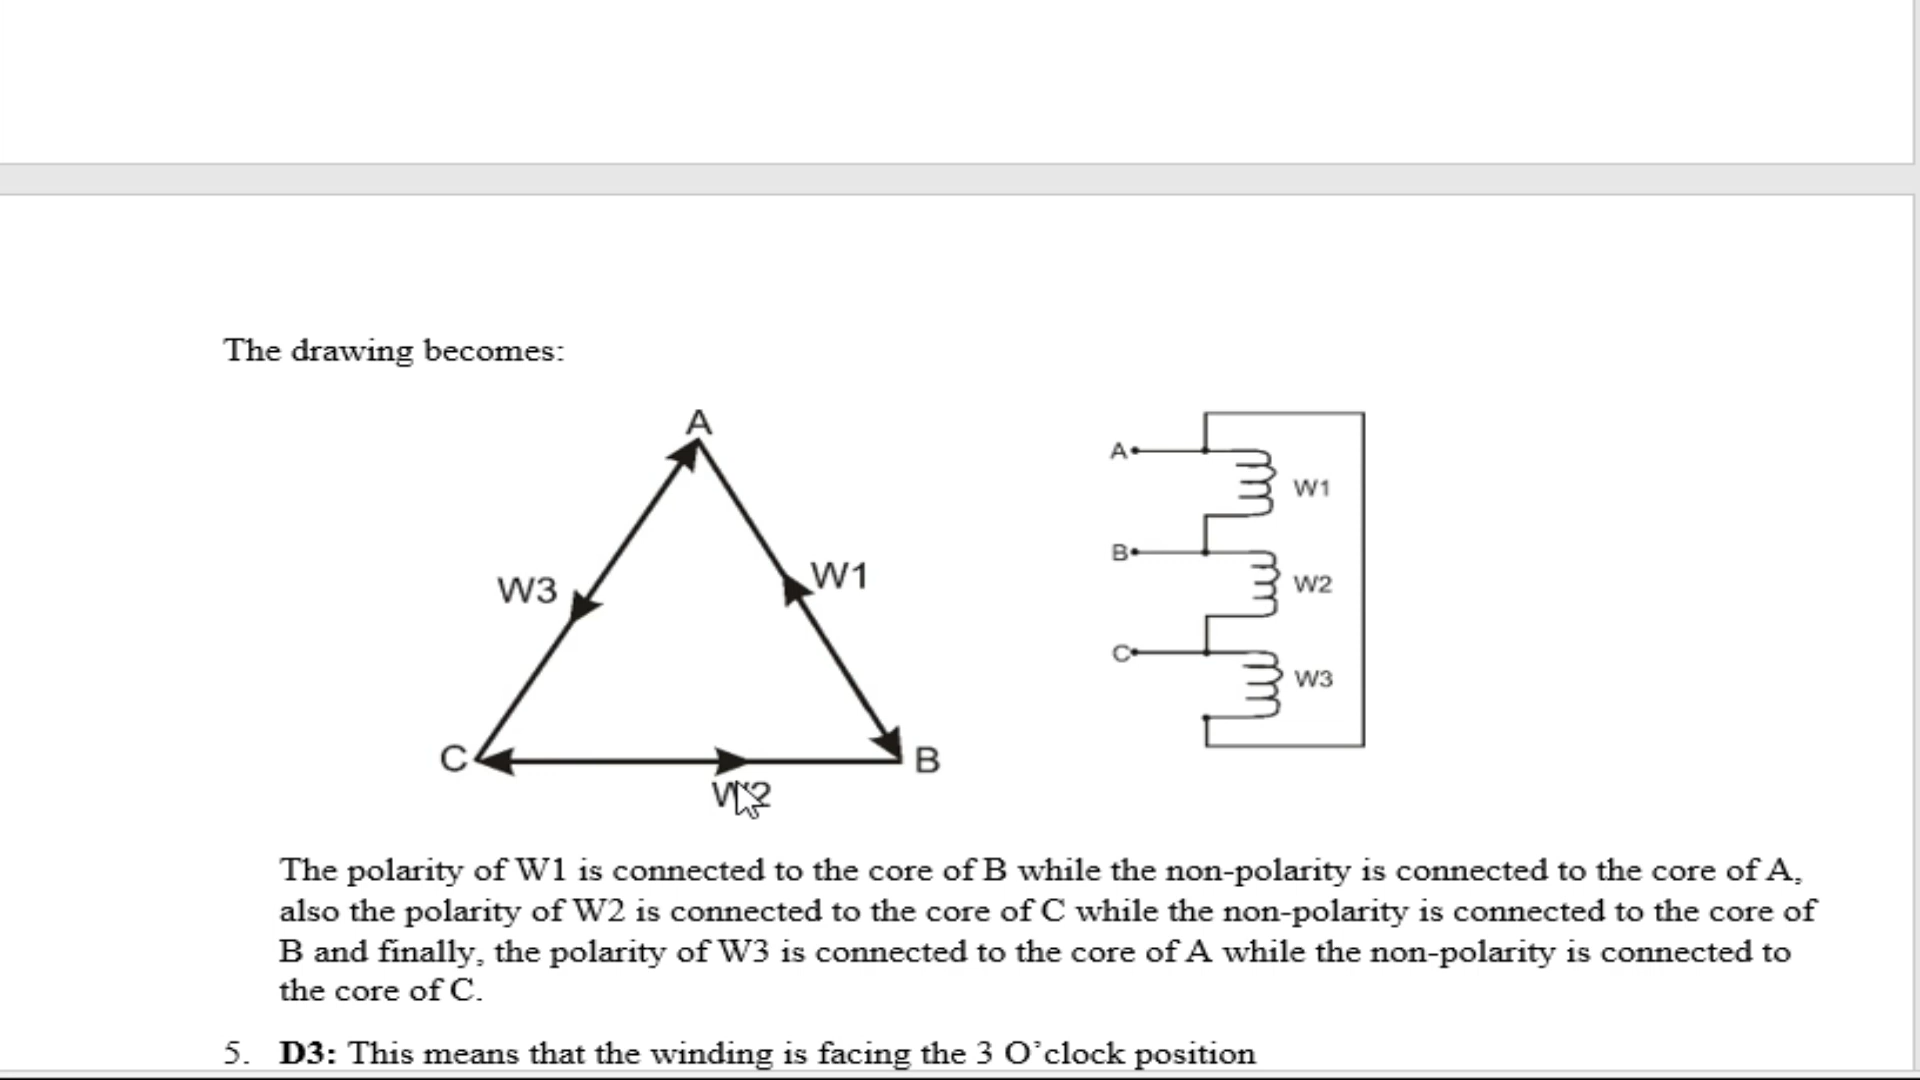 The drawing becomes:
A
W3
W1
C
B
W2
A
W1
B
W2
C
W3
The polarity of W1 is connected to the core of B while the non-polarity is connected to the core of A,
also the polarity of W2 is connected to the core of C while the non-polarity is connected to the core of
B and finally, the polarity of W3 is connected to the core of A while the non-polarity is connected to
the core of C.
5. D3: This means that the winding is facing the 3 O'clock position